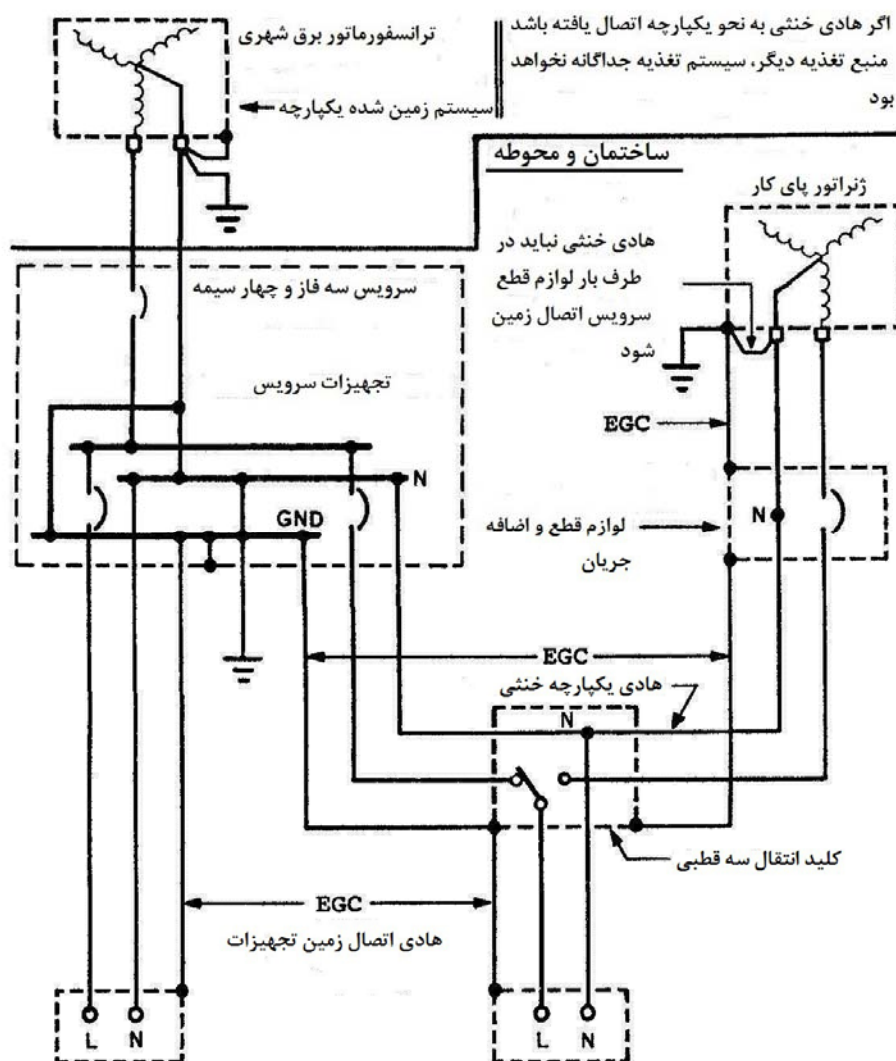 اگر هادی خنثی به نحو یکپارچه اتصال یافته باشد
منبع تغذیه دیگر، سیستم تغذیه جداگانه نخواهد
بود
ترانسفورماتور برق شهری
سیستم زمین شده یکپارچه
ساختمان و محوطه
ژنراتور پای کار
هادی خنثی نباید در
طرف بار لوازم قطع
سرویس اتصال زمین
شود
سرویس سه فاز و چهار سیمه
تجهیزات سرویس
EGC
N
GND
N
لوازم قطع و اضافه
جریان
EGC
هادی یکپارچه خنثی
N
کلید انتقال سه قطبی
EGC
هادی اتصال زمین تجهیزات
L N
L N